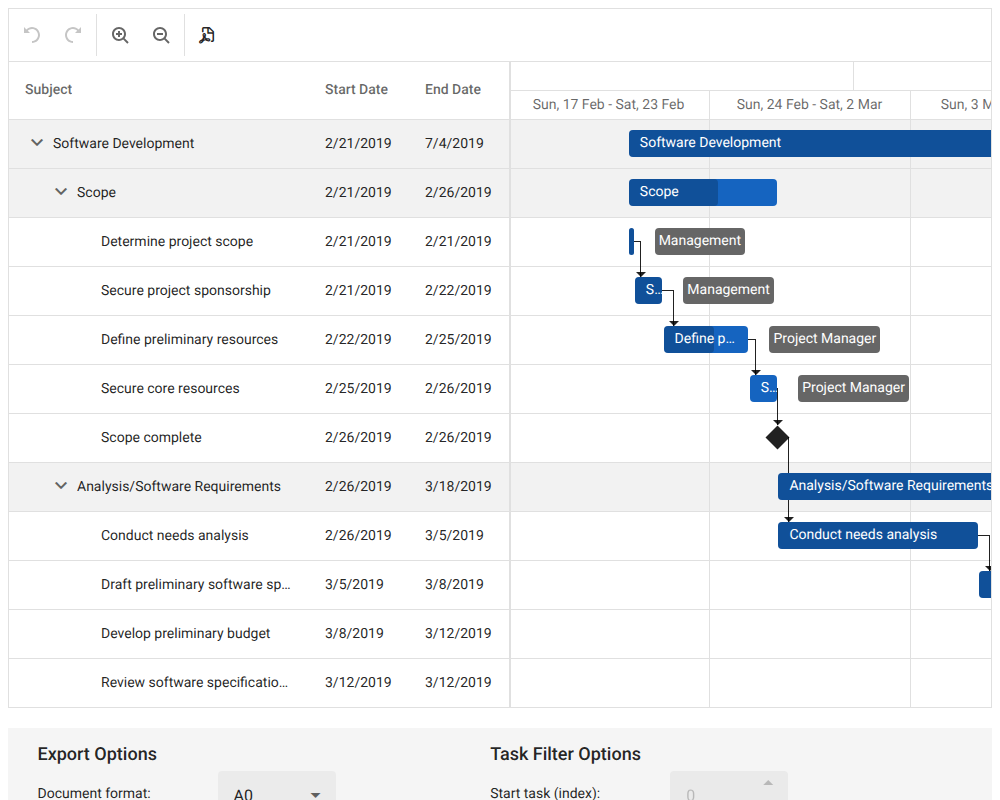 Subject Start Date End Date
Sun, 17 Feb - Sat, 23 Feb Sun, 24 Feb - Sat, 2 Mar Sun, 3 M
Software Development 2/21/2019 7/4/2019 Software Development
Scope 2/21/2019 2/26/2019 Scope
Determine project scope 2/21/2019 2/21/2019 Management
Secure project sponsorship 2/21/2019 2/22/2019 S... Management
Define preliminary resources 2/22/2019 2/25/2019 Define p... Project Manager
Secure core resources 2/25/2019 2/26/2019 S... Project Manager
Scope complete 2/26/2019 2/26/2019
Analysis/Software Requirements 2/26/2019 3/18/2019 Analysis/Software Requirements
Conduct needs analysis 2/26/2019 3/5/2019 Conduct needs analysis
Draft preliminary software sp... 3/5/2019 3/8/2019
Develop preliminary budget 3/8/2019 3/12/2019
Review software specificatio... 3/12/2019 3/12/2019
Export Options Task Filter Options
Document format: A0 Start task (index): 0